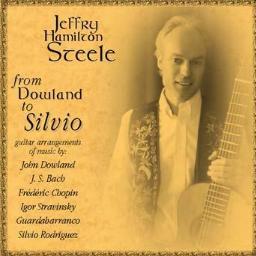 Jeffry
Hamilton
Steele
from
Dowland
to
Silvio
guitar arrangements
of music by:
John Dowland
J. S. Bach
Frédéric Chopin
Igor Stravinsky
Guardabarranco
Silvio Rodriguez